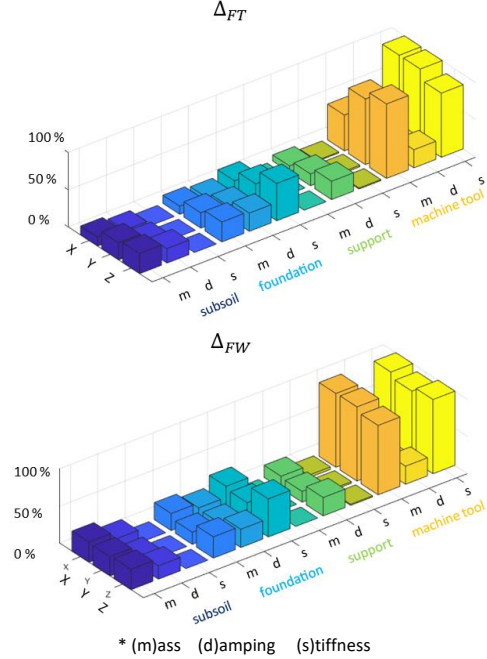 Δ_FT
100 %
50 %
0 %
X
Y
Z
m
d
s
m
d
s
m
d
s
m
d
s
subsoil
foundation
support
machine tool
Δ_FW
100 %
50 %
0 %
X
Y
Z
X
Y
Z
m
d
s
m
d
s
m
d
s
m
d
s
subsoil
foundation
support
machine tool
* (m)ass (d)amping (s)tiffness